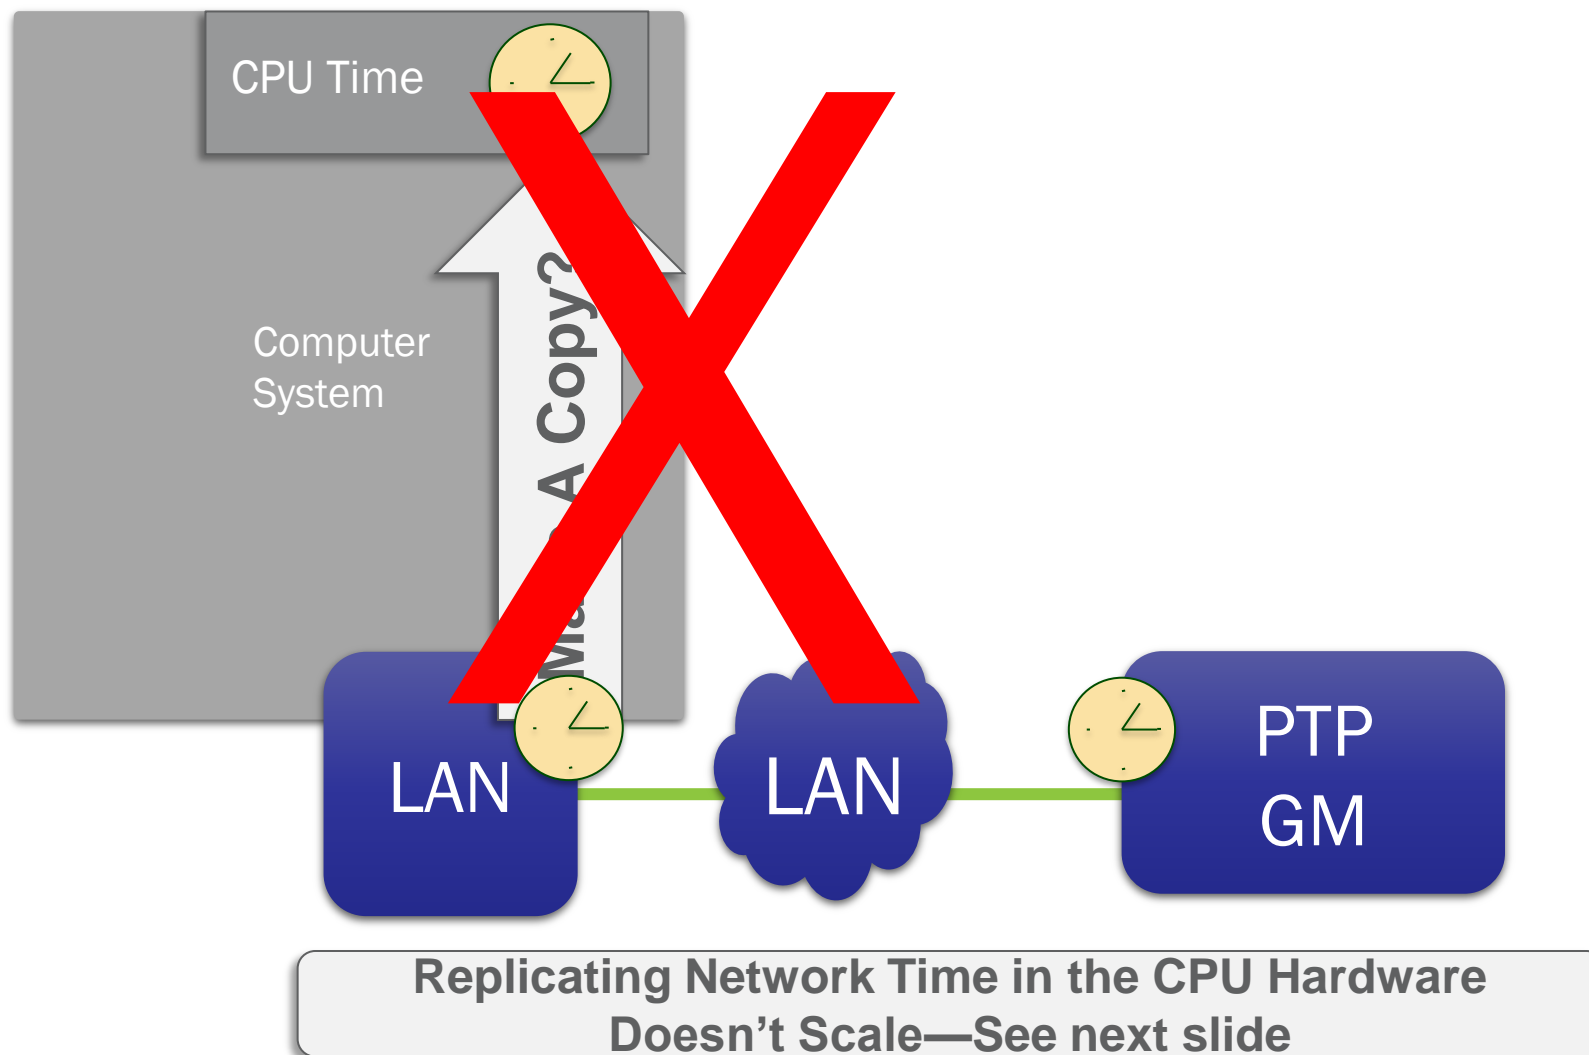 CPU Time
Computer
System
A Copy?
LAN
LAN
PTP
GM
Replicating Network Time in the CPU Hardware
Doesn’t Scale—See next slide